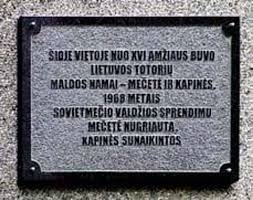 ŠIOJE VIETOJE NUO XVI AMŽIAUS BUVO
LIETUVOS TOTORIŲ
MALDOS NAMAI – MEČETĖ IR KAPINĖS.
1968 METAIS
SOVIETMEČIO VALDŽIOS SPRENDIMU
MEČETĖ NUGRIAUTA,
KAPINĖS SUNAIKINTOS